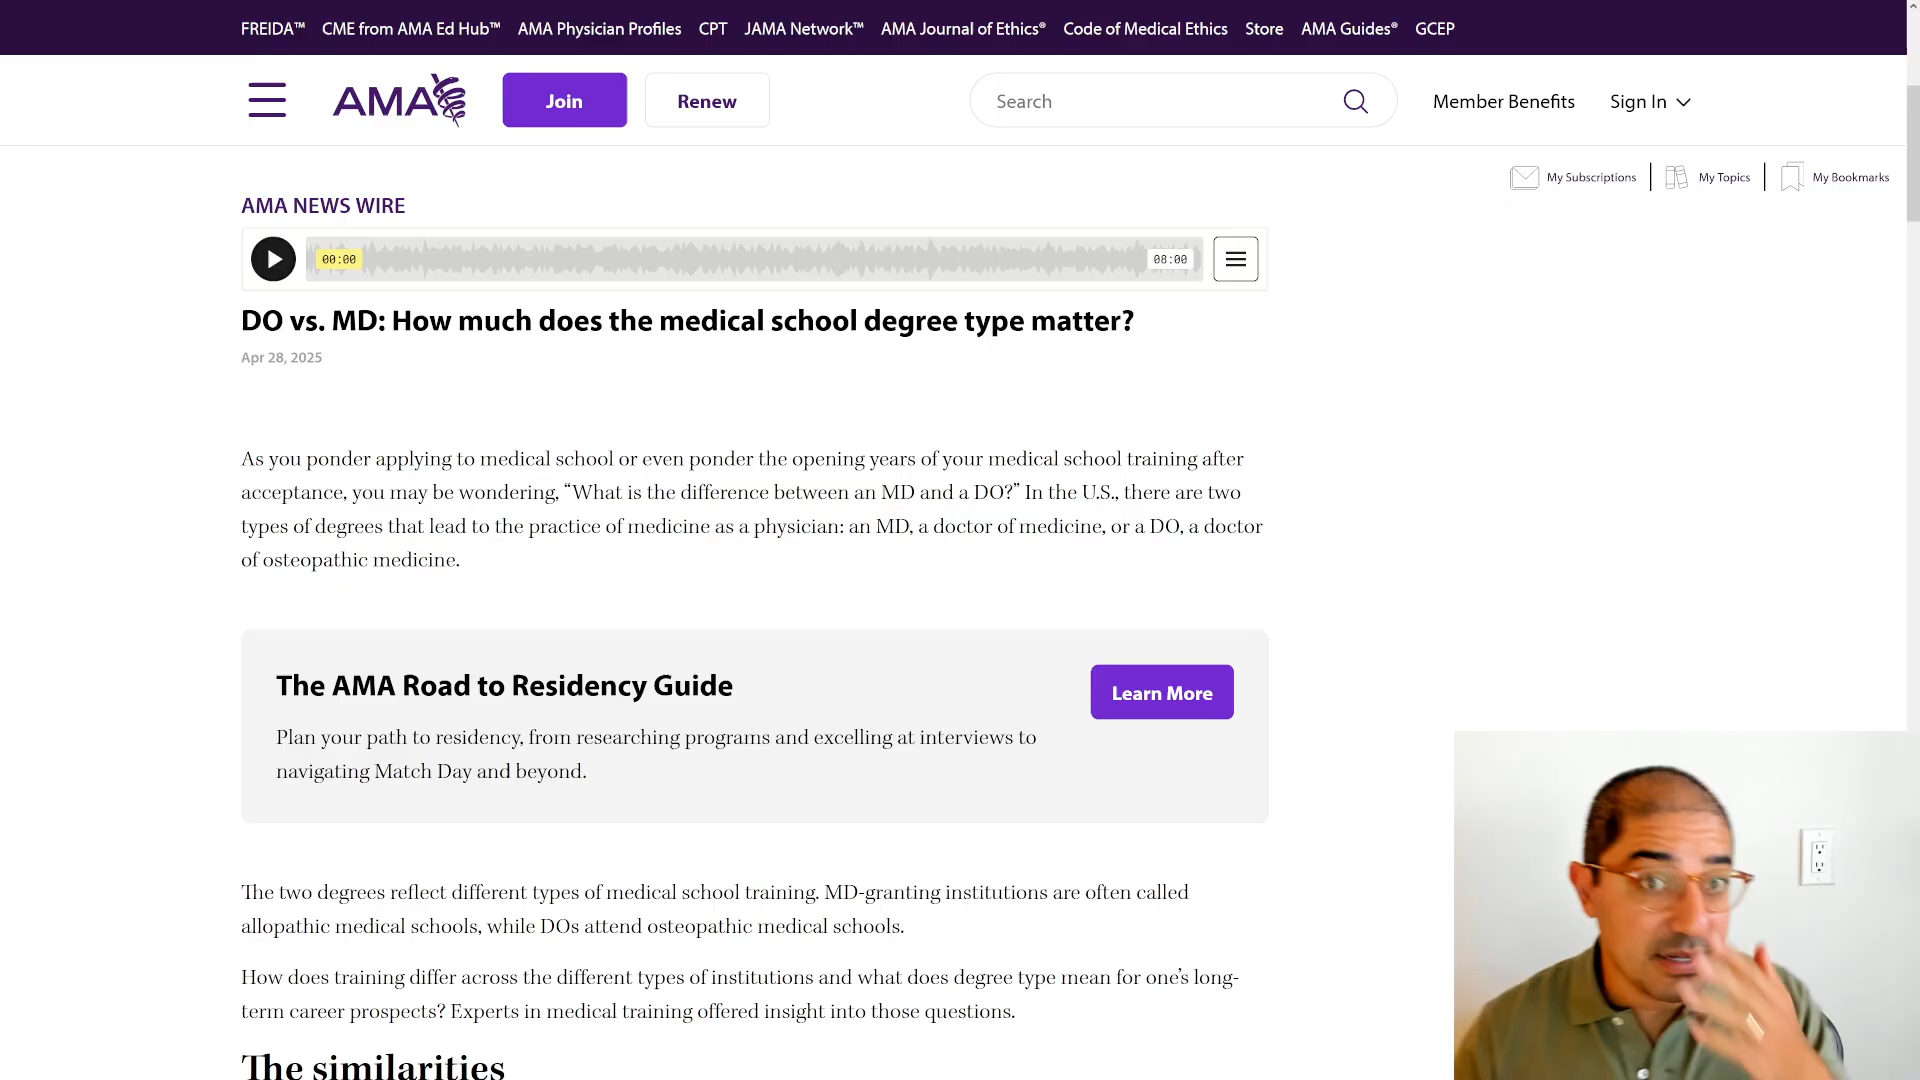 FREIDA™ CME from AMA Ed Hub™ AMA Physician Profiles CPT JAMA Network™ AMA Journal of Ethics® Code of Medical Ethics Store AMA Guides® GCEP
AMA Join Renew Search Member Benefits Sign In
My Subscriptions My Topics My Bookmarks
AMA NEWS WIRE
00:00 08:00
DO vs. MD: How much does the medical school degree type matter?
Apr 28, 2025
As you ponder applying to medical school or even ponder the opening years of your medical school training after
acceptance, you may be wondering, “What is the difference between an MD and a DO?” In the U.S., there are two
types of degrees that lead to the practice of medicine as a physician: an MD, a doctor of medicine, or a DO, a doctor
of osteopathic medicine.
The AMA Road to Residency Guide
Learn More
Plan your path to residency, from researching programs and excelling at interviews to
navigating Match Day and beyond.
The two degrees reflect different types of medical school training. MD-granting institutions are often called
allopathic medical schools, while DOs attend osteopathic medical schools.
How does training differ across the different types of institutions and what does degree type mean for one’s long-
term career prospects? Experts in medical training offered insight into those questions.
The similarities